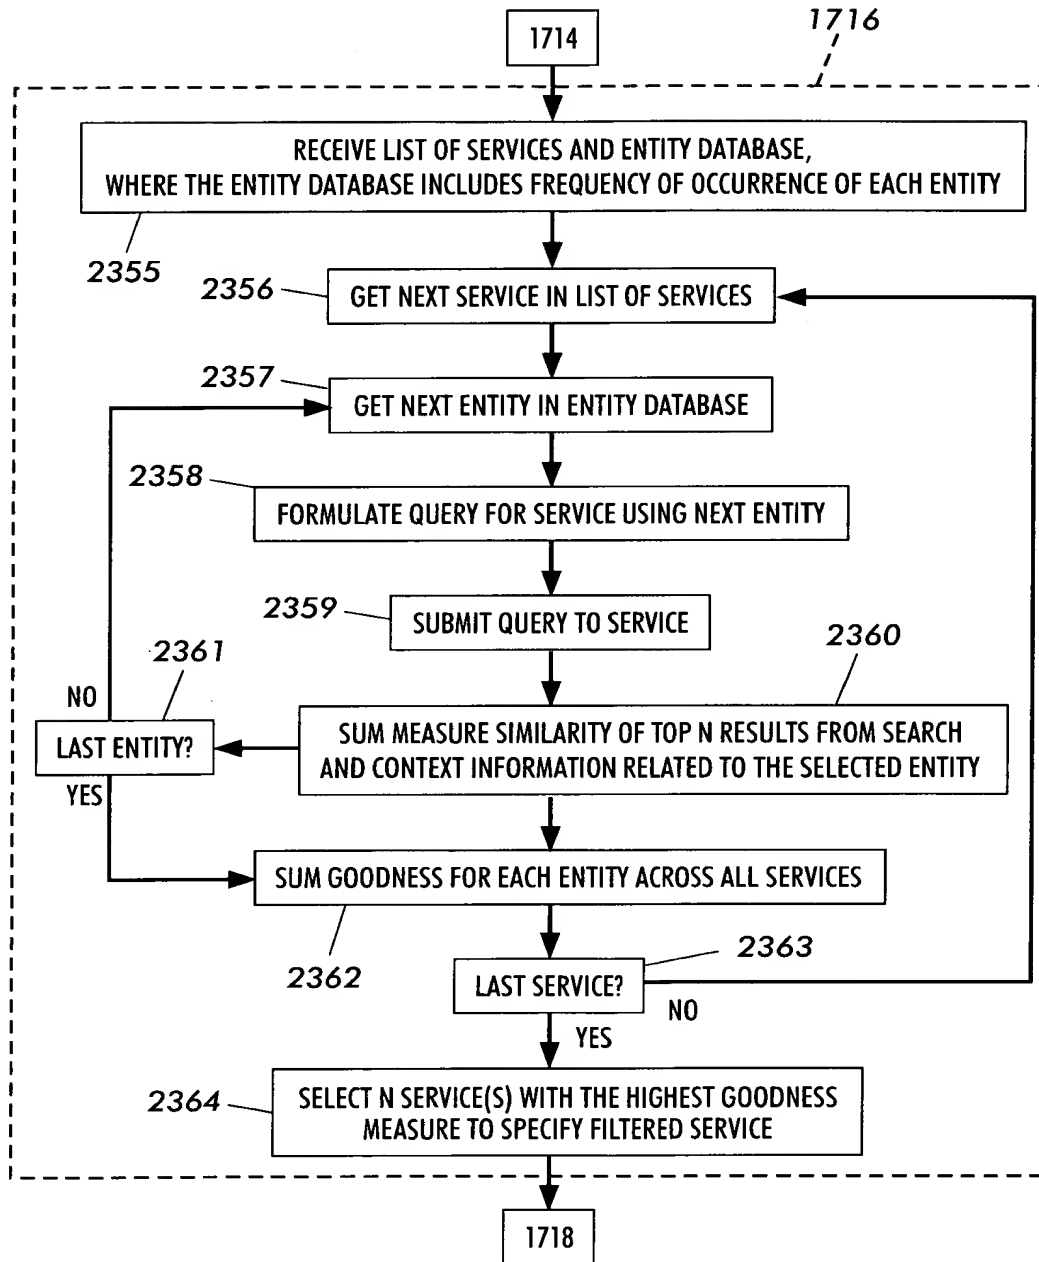 1714
1716
RECEIVE LIST OF SERVICES AND ENTITY DATABASE,
WHERE THE ENTITY DATABASE INCLUDES FREQUENCY OF OCCURRENCE OF EACH ENTITY
2355
2356
GET NEXT SERVICE IN LIST OF SERVICES
2357
GET NEXT ENTITY IN ENTITY DATABASE
2358
FORMULATE QUERY FOR SERVICE USING NEXT ENTITY
2359
SUBMIT QUERY TO SERVICE
2360
2361
NO
LAST ENTITY?
YES
SUM MEASURE SIMILARITY OF TOP N RESULTS FROM SEARCH
AND CONTEXT INFORMATION RELATED TO THE SELECTED ENTITY
SUM GOODNESS FOR EACH ENTITY ACROSS ALL SERVICES
2362
2363
LAST SERVICE?
NO
YES
2364
SELECT N SERVICE(S) WITH THE HIGHEST GOODNESS
MEASURE TO SPECIFY FILTERED SERVICE
1718